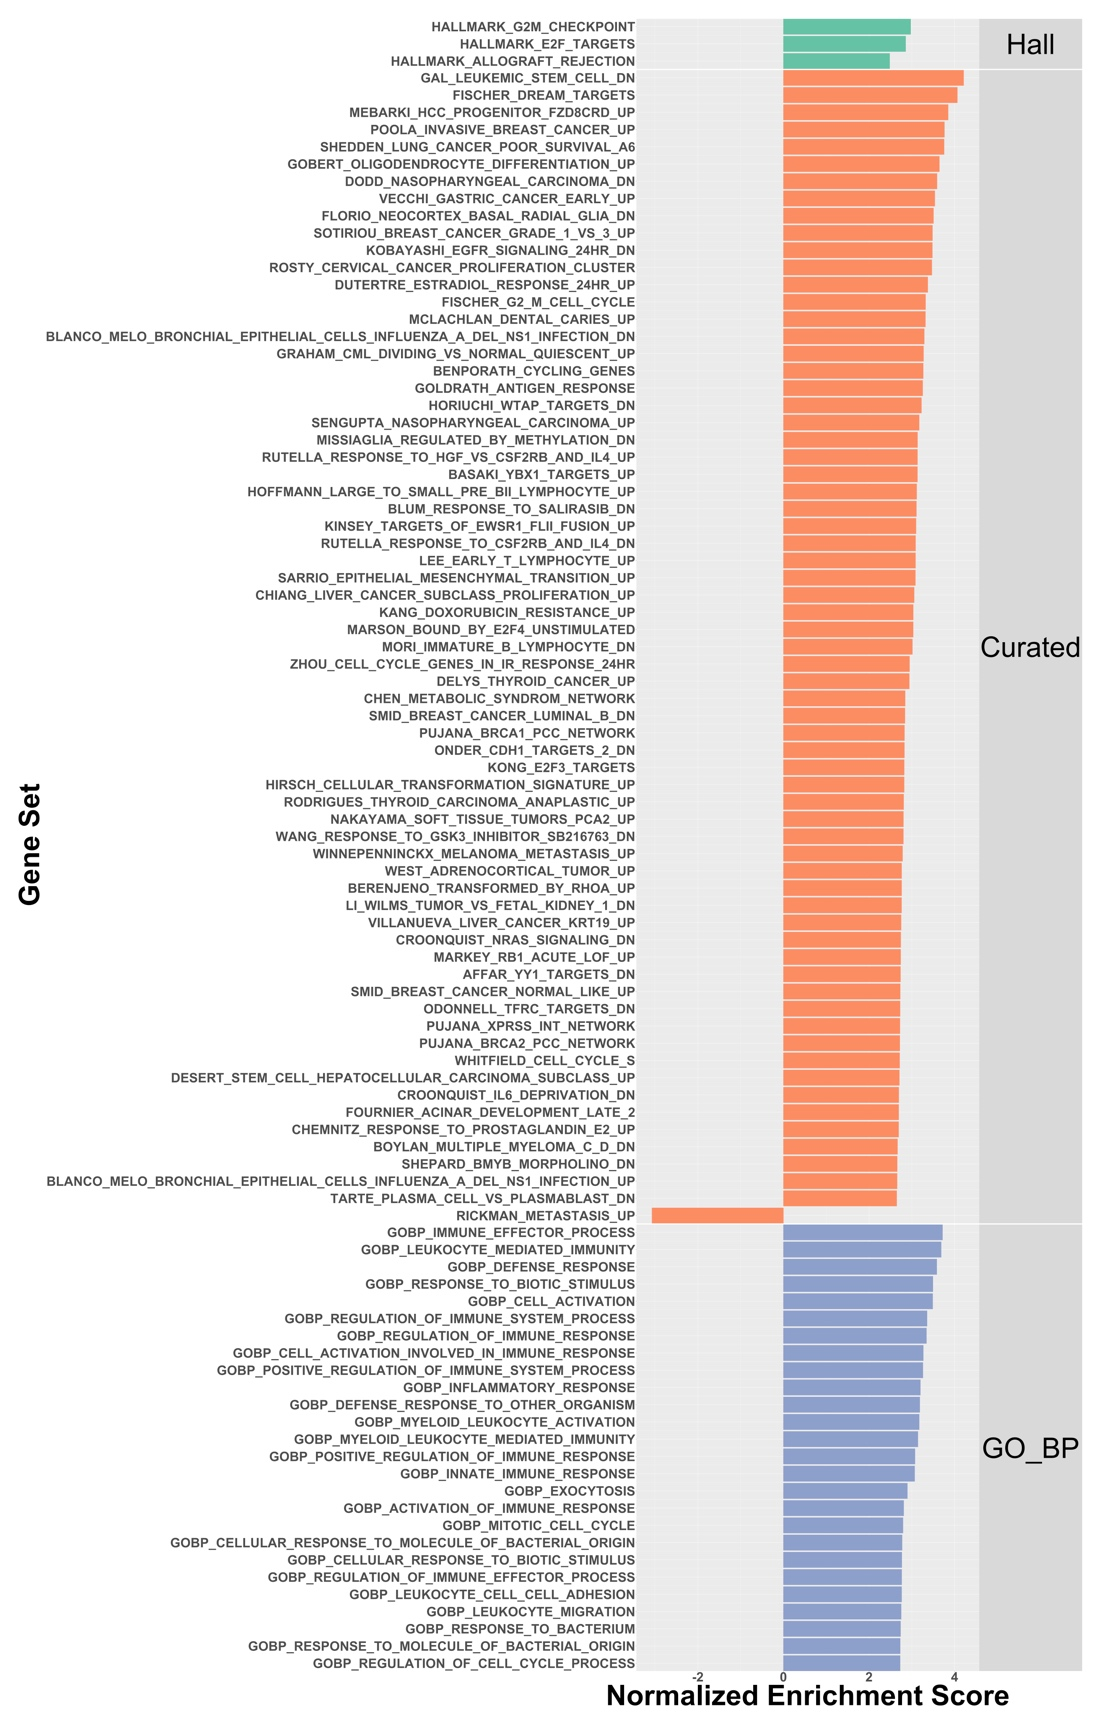 HALLMARK_G2M_CHECKPOINT
HALLMARK_E2F_TARGETS
HALLMARK_ALLOGRAFT_REJECTION
Hall
GAL_LEUKEMIC_STEM_CELL_DN
FISCHER_DREAM_TARGETS
MEBARKI_HCC_PROGENITOR_FZD8CRD_UP
POOLA_INVASIVE_BREAST_CANCER_UP
SHEDDEN_LUNG_CANCER_POOR_SURVIVAL_A6
GOBERT_OLIGODENDROCYTE_DIFFERENTIATION_UP
DODD_NASOPHARYNGEAL_CARCINOMA_DN
VECCHI_GASTRIC_CANCER_EARLY_UP
FLORIO_NEOCORTEX_BASAL_RADIAL_GLIA_DN
SOTIRIOU_BREAST_CANCER_GRADE_1_VS_3_UP
KOBAYASHI_EGFR_SIGNALING_24HR_DN
ROSTY_CERVICAL_CANCER_PROLIFERATION_CLUSTER
DUTERTRE_ESTRADIOL_RESPONSE_24HR_UP
FISCHER_G2_M_CELL_CYCLE
MCLACHLAN_DENTAL_CARIES_UP
BLANCO_MELO_BRONCHIAL_EPITHELIAL_CELLS_INFLUENZA_A_DEL_NS1_INFECTION_DN
GRAHAM_CML_DIVIDING_VS_NORMAL_QUIESCENT_UP
BENPORATH_CYCLING_GENES
GOLDRATH_ANTIGEN_RESPONSE
HORIUCHI_WTAP_TARGETS_DN
SENGUPTA_NASOPHARYNGEAL_CARCINOMA_UP
MISSIAGLIA_REGULATED_BY_METHYLATION_DN
RUTELLA_RESPONSE_TO_HGF_VS_CSF2RB_AND_IL4_UP
BASAKI_YBX1_TARGETS_UP
HOFFMANN_LARGE_TO_SMALL_PRE_BII_LYMPHOCYTE_UP
BLUM_RESPONSE_TO_SALIRASIB_DN
KINSEY_TARGETS_OF_EWSR1_FLII_FUSION_UP
RUTELLA_RESPONSE_TO_CSF2RB_AND_IL4_DN
LEE_EARLY_T_LYMPHOCYTE_UP
SARRIO_EPITHELIAL_MESENCHYMAL_TRANSITION_UP
CHIANG_LIVER_CANCER_SUBCLASS_PROLIFERATION_UP
KANG_DOXORUBICIN_RESISTANCE_UP
MARSON_BOUND_BY_E2F4_UNSTIMULATED
MORI_IMMATURE_B_LYMPHOCYTE_DN
Curated
ZHOU_CELL_CYCLE_GENES_IN_IR_RESPONSE_24HR
DELYS_THYROID_CANCER_UP
CHEN_METABOLIC_SYNDROM_NETWORK
SMID_BREAST_CANCER_LUMINAL_B_DN
PUJANA_BRCA1_PCC_NETWORK
ONDER_CDH1_TARGETS_2_DN
KONG_E2F3_TARGETS
HIRSCH_CELLULAR_TRANSFORMATION_SIGNATURE_UP
RODRIGUES_THYROID_CARCINOMA_ANAPLASTIC_UP
NAKAYAMA_SOFT_TISSUE_TUMORS_PCA2_UP
WANG_RESPONSE_TO_GSK3_INHIBITOR_SB216763_DN
WINNEPENNINCKX_MELANOMA_METASTASIS_UP
WEST_ADRENOCORTICAL_TUMOR_UP
BERENJENO_TRANSFORMED_BY_RHOA_UP
LI_WILMS_TUMOR_VS_FETAL_KIDNEY_1_DN
VILLANUEVA_LIVER_CANCER_KRT19_UP
CROONQUIST_NRAS_SIGNALING_DN
MARKEY_RB1_ACUTE_LOF_UP
AFFAR_YY1_TARGETS_DN
SMID_BREAST_CANCER_NORMAL_LIKE_UP
ODONNELL_TFRC_TARGETS_DN
PUJANA_XPRSS_INT_NETWORK
PUJANA_BRCA2_PCC_NETWORK
WHITFIELD_CELL_CYCLE_S
DESERT_STEM_CELL_HEPATOCELLULAR_CARCINOMA_SUBCLASS_UP
CROONQUIST_IL6_DEPRIVATION_DN
FOURNIER_ACINAR_DEVELOPMENT_LATE_2
CHEMNITZ_RESPONSE_TO_PROSTAGLANDIN_E2_UP
BOYLAN_MULTIPLE_MYELOMA_C_D_DN
SHEPARD_BMYB_MORPHOLINO_DN
BLANCO_MELO_BRONCHIAL_EPITHELIAL_CELLS_INFLUENZA_A_DEL_NS1_INFECTION_UP
TARTE_PLASMA_CELL_VS_PLASMABLAST_DN
RICKMAN_METASTASIS_UP
GOBP_IMMUNE_EFFECTOR_PROCESS
GOBP_LEUKOCYTE_MEDIATED_IMMUNITY
GOBP_DEFENSE_RESPONSE
GOBP_RESPONSE_TO_BIOTIC_STIMULUS
GOBP_CELL_ACTIVATION
GOBP_REGULATION_OF_IMMUNE_SYSTEM_PROCESS
GOBP_REGULATION_OF_IMMUNE_RESPONSE
GOBP_CELL_ACTIVATION_INVOLVED_IN_IMMUNE_RESPONSE
GOBP_POSITIVE_REGULATION_OF_IMMUNE_SYSTEM_PROCESS
GOBP_INFLAMMATORY_RESPONSE
GOBP_DEFENSE_RESPONSE_TO_OTHER_ORGANISM
GOBP_MYELOID_LEUKOCYTE_ACTIVATION
GOBP_MYELOID_LEUKOCYTE_MEDIATED_IMMUNITY
GO_BP
GOBP_POSITIVE_REGULATION_OF_IMMUNE_RESPONSE
GOBP_INNATE_IMMUNE_RESPONSE
GOBP_EXOCYTOSIS
GOBP_ACTIVATION_OF_IMMUNE_RESPONSE
GOBP_MITOTIC_CELL_CYCLE
GOBP_CELLULAR_RESPONSE_TO_MOLECULE_OF_BACTERIAL_ORIGIN
GOBP_CELLULAR_RESPONSE_TO_BIOTIC_STIMULUS
GOBP_REGULATION_OF_IMMUNE_EFFECTOR_PROCESS
GOBP_LEUKOCYTE_CELL_CELL_ADHESION
GOBP_LEUKOCYTE_MIGRATION
GOBP_RESPONSE_TO_BACTERIUM
GOBP_RESPONSE_TO_MOLECULE_OF_BACTERIAL_ORIGIN
GOBP_REGULATION_OF_CELL_CYCLE_PROCESS
-2 0 2 4
Normalized Enrichment Score
Gene Set